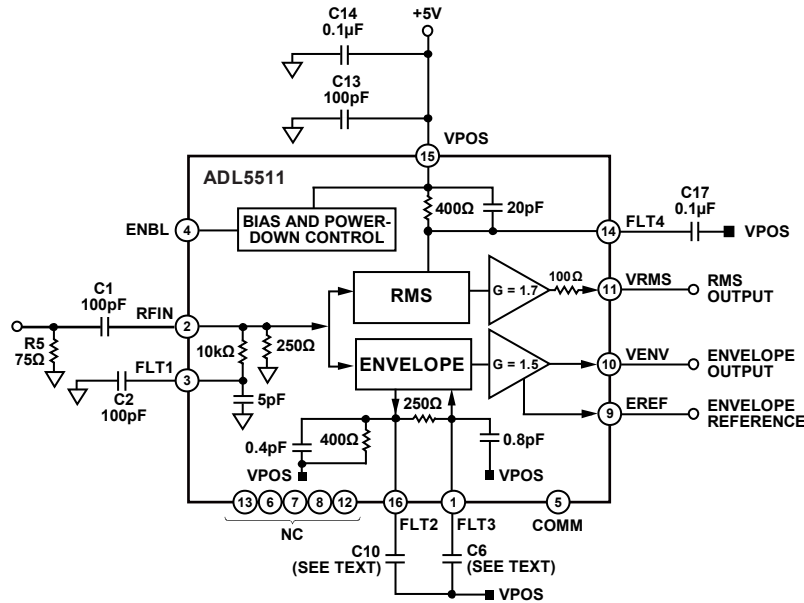 C14
0.1µF
+5V
C13
100pF
VPOS
15
ADL5511
ENBL
4
BIAS AND POWER-
DOWN CONTROL
400Ω
20pF
14
FLT4
C17
0.1µF
VPOS
C1
100pF
RFIN
2
RMS
G = 1.7
100Ω
11
VRMS
RMS
OUTPUT
R5
75Ω
FLT1
3
10kΩ
250Ω
ENVELOPE
G = 1.5
10
VENV
ENVELOPE
OUTPUT
C2
100pF
5pF
250Ω
9
EREF
ENVELOPE
REFERENCE
0.4pF
400Ω
0.8pF
VPOS
VPOS
13
6
7
8
12
16
1
5
NC
FLT2
FLT3
COMM
C10
(SEE TEXT)
C6
(SEE TEXT)
VPOS